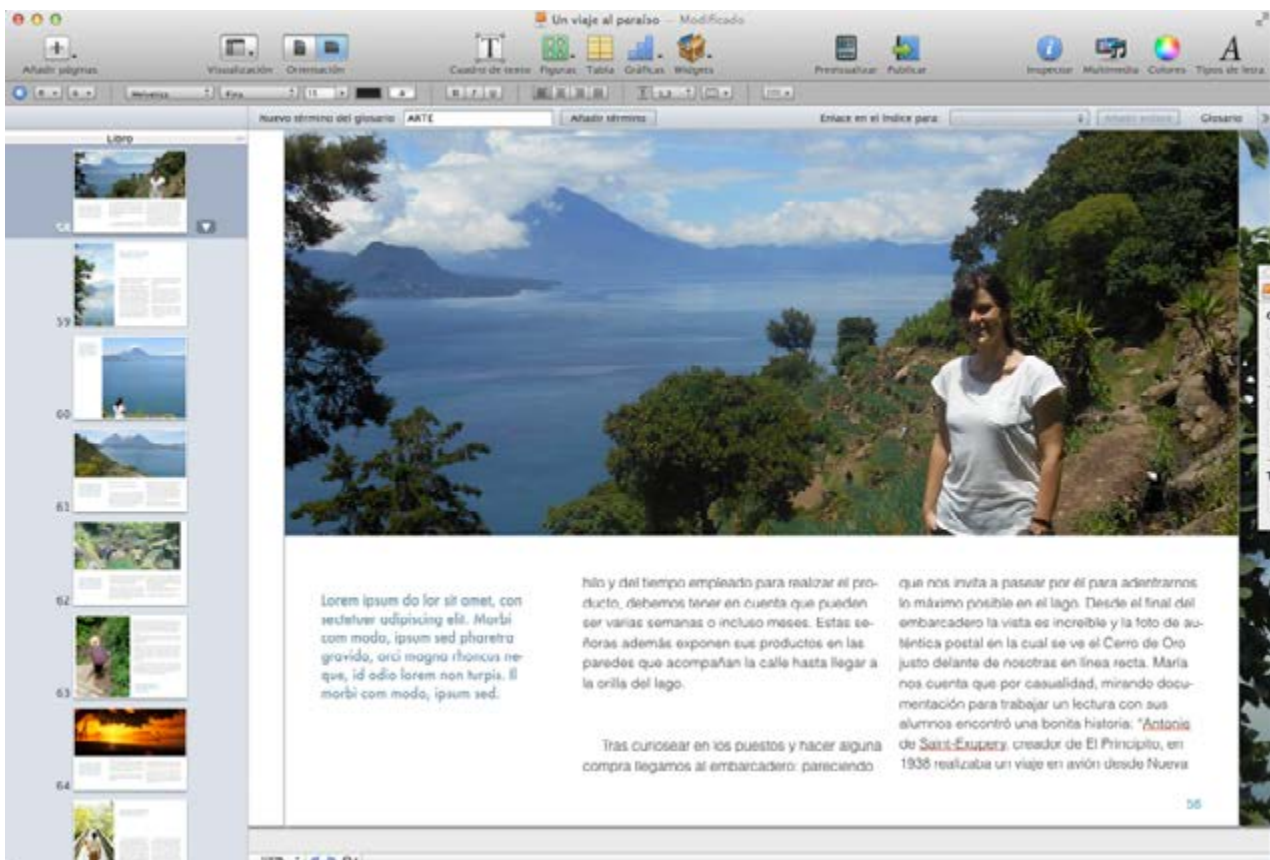 Un viaje al paraíso — Modificado
Añadir páginas Visualización Orientación Cuadro de texto Figuras Tabla Gráficas Widgets Previsualizar Publicar Inspector Multimedia Colores Tipos de letra
Helvetica Fina
Nuevo término del glosario ARTE Añadir término Enlace en el índice para: Añadir enlace Glosario
Libro
58
59
60
61
62
63
64
Lorem ipsum do lor sit amet, con
sectetuer adipiscing elit. Morbi
com modo, ipsum sed pharetra
gravida, orci magna rhoncus ne-
que, id odio lorem non turpis. Il
morbi com modo, ipsum sed.
hilo y del tiempo empleado para realizar el pro-
ducto, debemos tener en cuenta que pueden
ser varias semanas o incluso meses. Estas se-
ñoras además exponen sus productos en las
paredes que acompañan la calle hasta llegar a
la orilla del lago.
Tras curiosear en los puestos y hacer alguna
compra llegamos al embarcadero: pareciendo
que nos invita a pasear por él para adentrarnos
lo máximo posible en el lago. Desde el final del
embarcadero la vista es increíble y la foto de au-
téntica postal en la cual se ve el Cerro de Oro
justo delante de nosotras en línea recta. María
nos cuenta que por casualidad, mirando docu-
mentación para trabajar un lectura con sus
alumnos encontró una bonita historia: "Antonie
de Saint-Exupery, creador de El Principito, en
1938 realizaba un viaje en avión desde Nueva
58